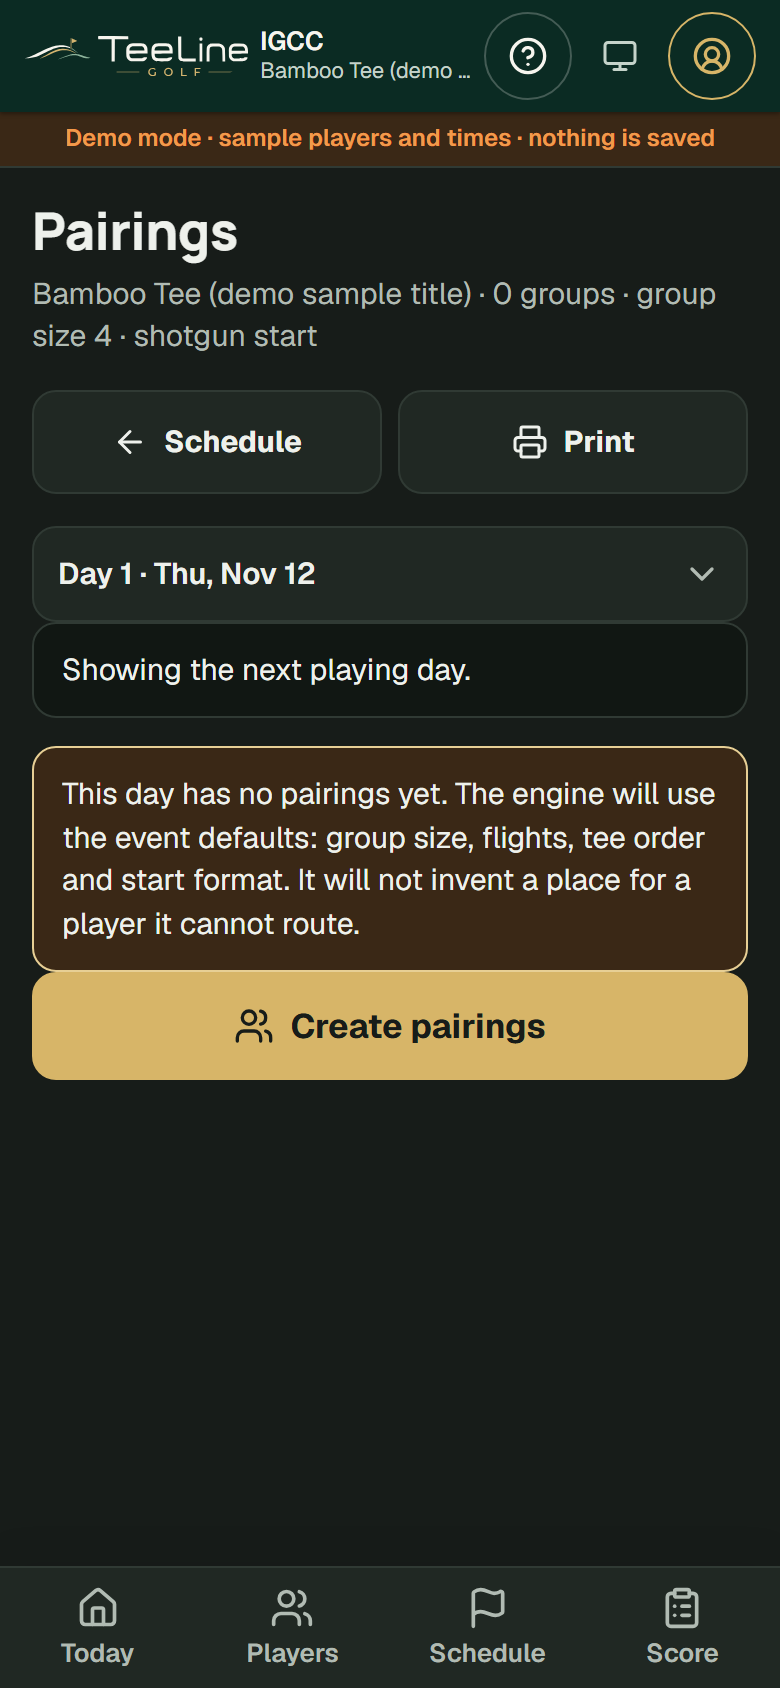 TeeLine
GOLF
IGCC
Bamboo Tee (demo ...
Demo mode · sample players and times · nothing is saved
Pairings
Bamboo Tee (demo sample title) · 0 groups · group
size 4 · shotgun start
Schedule
Print
Day 1 · Thu, Nov 12
Showing the next playing day.
This day has no pairings yet. The engine will use
the event defaults: group size, flights, tee order
and start format. It will not invent a place for a
player it cannot route.
Create pairings
Today
Players
Schedule
Score